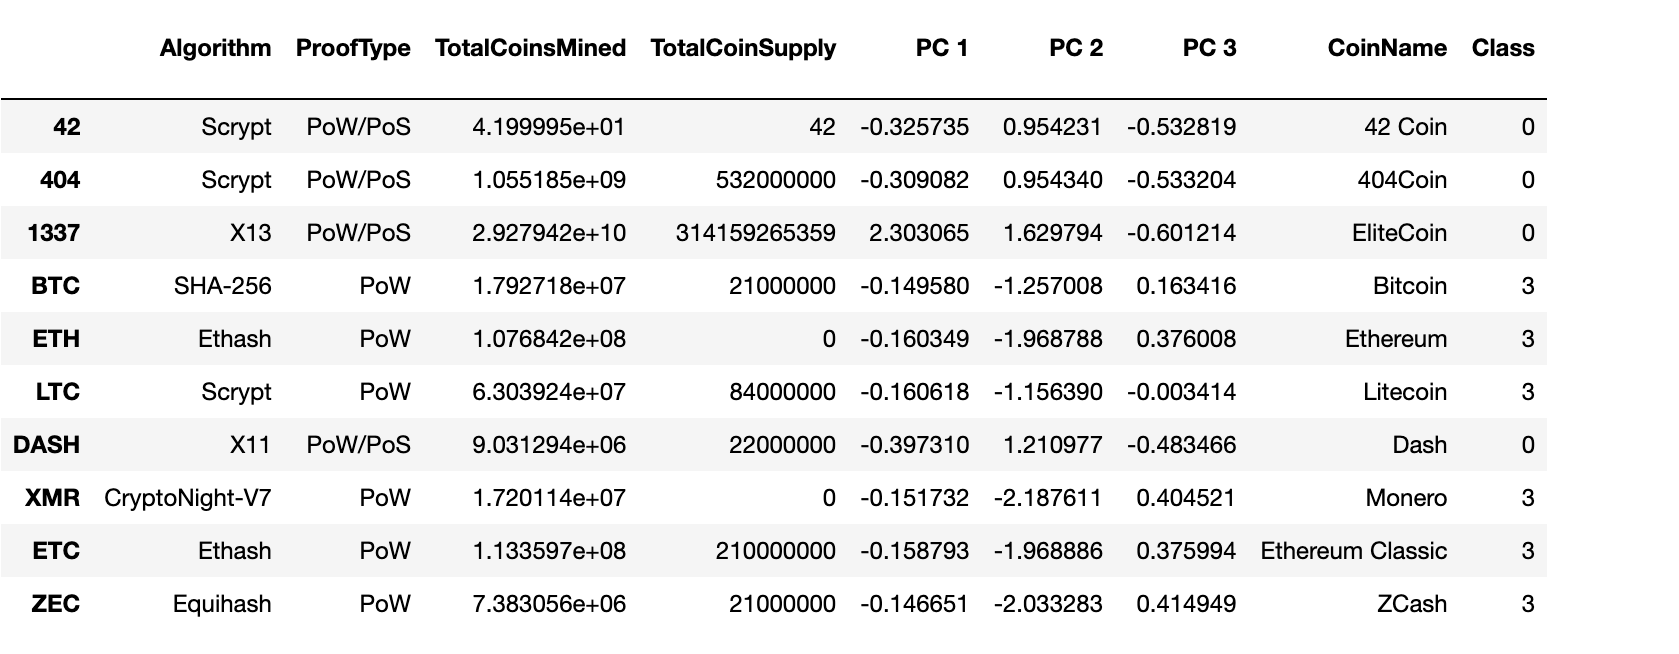 Algorithm ProofType TotalCoinsMined TotalCoinSupply PC 1 PC 2 PC 3 CoinName Class
42 Scrypt PoW/PoS 4.199995e+01 42 -0.325735 0.954231 -0.532819 42 Coin 0
404 Scrypt PoW/PoS 1.055185e+09 532000000 -0.309082 0.954340 -0.533204 404Coin 0
1337 X13 PoW/PoS 2.927942e+10 314159265359 2.303065 1.629794 -0.601214 EliteCoin 0
BTC SHA-256 PoW 1.792718e+07 21000000 -0.149580 -1.257008 0.163416 Bitcoin 3
ETH Ethash PoW 1.076842e+08 0 -0.160349 -1.968788 0.376008 Ethereum 3
LTC Scrypt PoW 6.303924e+07 84000000 -0.160618 -1.156390 -0.003414 Litecoin 3
DASH X11 PoW/PoS 9.031294e+06 22000000 -0.397310 1.210977 -0.483466 Dash 0
XMR CryptoNight-V7 PoW 1.720114e+07 0 -0.151732 -2.187611 0.404521 Monero 3
ETC Ethash PoW 1.133597e+08 210000000 -0.158793 -1.968886 0.375994 Ethereum Classic 3
ZEC Equihash PoW 7.383056e+06 21000000 -0.146651 -2.033283 0.414949 ZCash 3